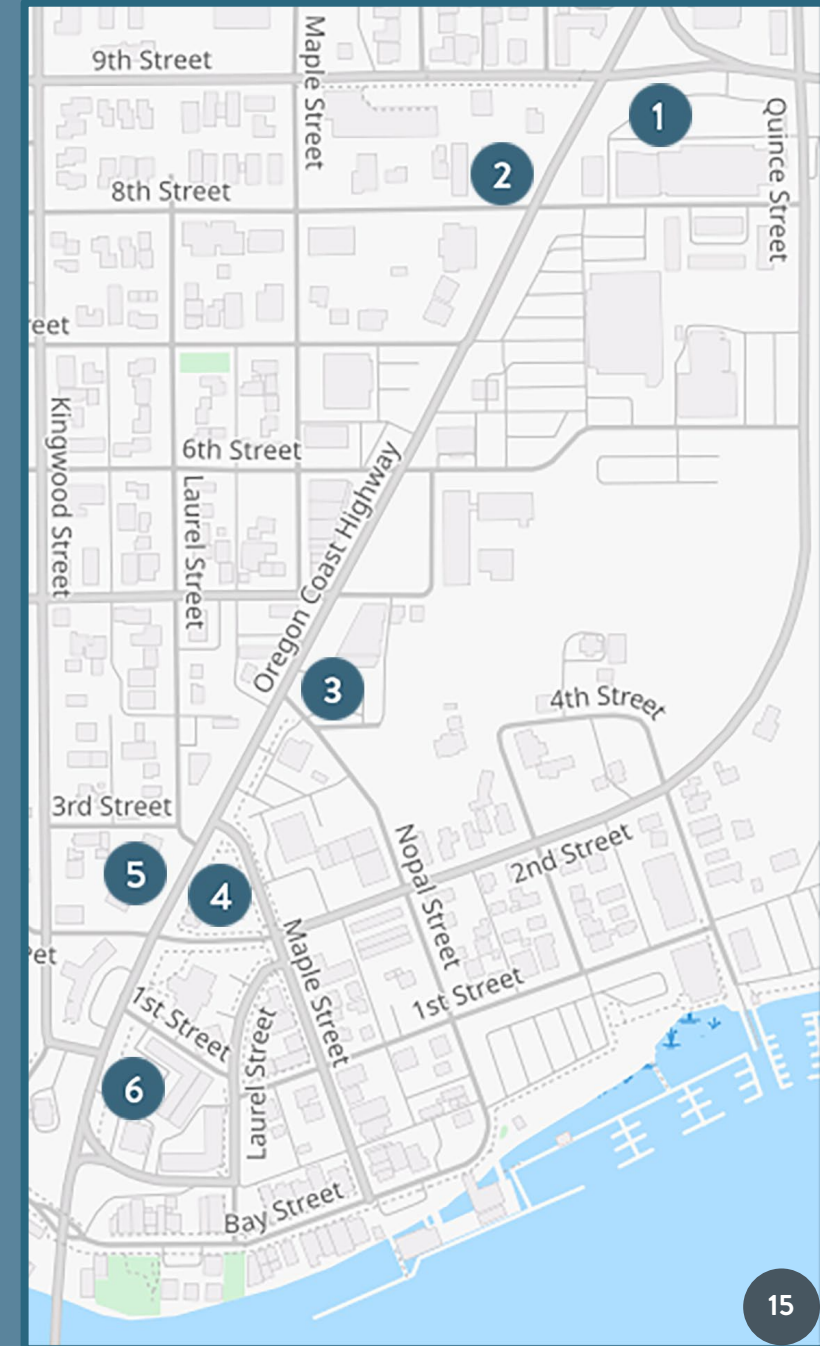 9th Street
Maple Street
1
Quince Street
2
8th Street
reet
Kingwood Street
6th Street
Laurel Street
Oregon Coast Highway
3
4th Street
3rd Street
5
4
Nopal Street
2nd Street
Maple Street
et
1st Street
1st Street
Laurel Street
6
Bay Street
15